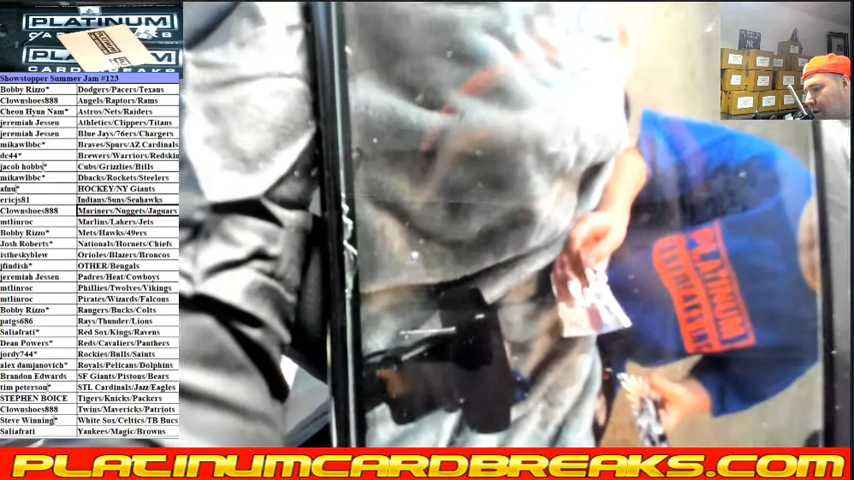 PLATINUM
PLATINUM
Showstopper Summer Jam #123
Bobby Rizzo* Dodgers/Pacers/Texans
Clownshoes888 Angels/Raptors/Rams
Cheon Hyun Nam* Astros/Nets/Raiders
jeremiah Jessen Athletics/Clippers/Titans
jeremiah Jessen Blue Jays/76ers/Chargers
mikawlbbc* Braves/Spurs/AZ Cardinals
dc44* Brewers/Warriors/Redskin
jacob hobbs* Cubs/Grizzlies/Bills
mikawlbbc* Dbacks/Rockets/Steelers
afnu* HOCKEY/NY Giants
ericjs81 Indians/Suns/Seahawks
Clownshoes888 Mariners/Nuggets/Jaguars
mtlinroc Marlins/Lakers/Jets
Bobby Rizzo* Mets/Hawks/49ers
Josh Roberts* Nationals/Hornets/Chiefs
istheskyblew Orioles/Blazers/Broncos
jfindish* OTHER/Bengals
jeremiah Jessen Padres/Heat/Cowboys
mtlinroc Phillies/Twolves/Vikings
mtlinroc Pirates/Wizards/Falcons
Bobby Rizzo* Rangers/Bucks/Colts
patgs686 Rays/Thunder/Lions
Saliafrati* Red Sox/Kings/Ravens
Dean Powers* Reds/Cavaliers/Panthers
jordy744* Rockies/Bulls/Saints
alex damjanovich* Royals/Pelicans/Dolphins
Brandon Edwards SF Giants/Pistons/Bears
tim peterson* STL Cardinals/Jazz/Eagles
STEPHEN BOICE Tigers/Knicks/Packers
Clownshoes888 Twins/Mavericks/Patriots
Steve Winning* White Sox/Celtics/TB Bucs
Saliafrati Yankees/Magic/Browns
PLATINUM
PLATINUMCARDBREAKS.COM